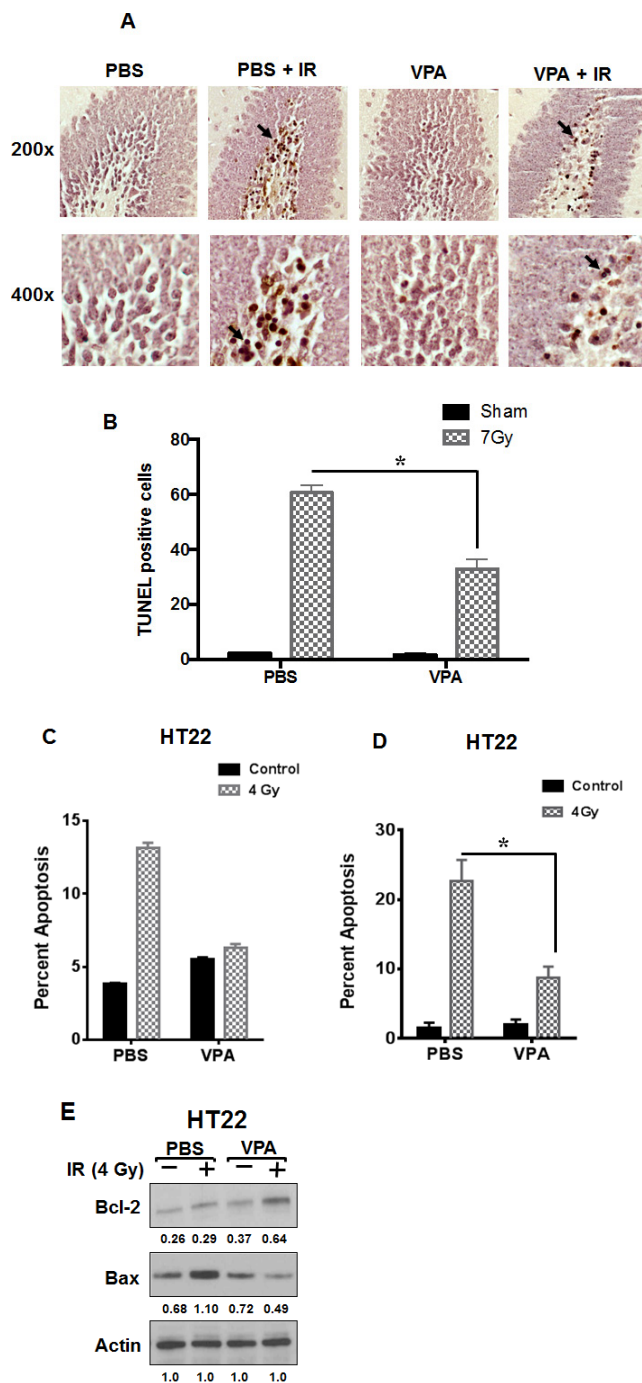 A
PBS PBS + IR VPA VPA + IR
200x
400x
B
Sham
7Gy
TUNEL positive cells
80
60
40
20
0
*
PBS VPA
C HT22
Control
4 Gy
Percent Apoptosis
15
10
5
0
PBS VPA
D HT22
Control
4Gy
Percent Apoptosis
30
20
10
0
*
PBS VPA
E
HT22
PBS VPA
IR (4 Gy) − + − +
Bcl-2
0.26 0.29 0.37 0.64
Bax
0.68 1.10 0.72 0.49
Actin
1.0 1.0 1.0 1.0